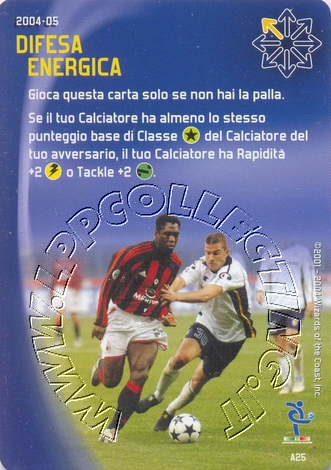 2004-05
DIFESA
ENERGICA
Gioca questa carta solo se non hai la palla.
Se il tuo Calciatore ha almeno lo stesso
punteggio base di Classe del Calciatore del
tuo avversario, il tuo Calciatore ha Rapidità
+2 o Tackle +2 .
WWW.PPCOLLECTING.IT
©2001 - 2004 Wizards of the Coast Inc.
A25